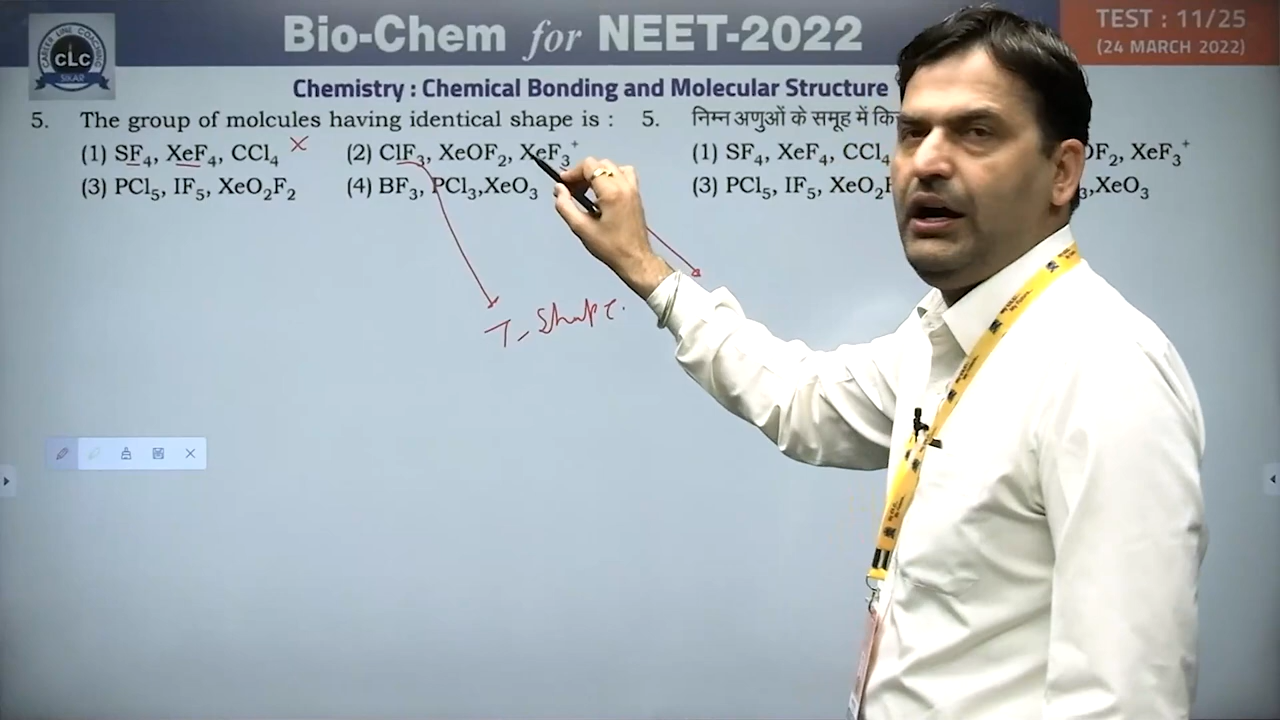 Bio-Chem for NEET-2022
TEST : 11/25
(24 MARCH 2022)
CAREER LINE COACHING
CLC
SIKAR
Chemistry : Chemical Bonding and Molecular Structure
5. The group of molcules having identical shape is :
(1) SF₄, XeF₄, CCl₄ ×
(2) ClF₃, XeOF₂, XeF₃⁺
(3) PCl₅, IF₅, XeO₂F₂
(4) BF₃, PCl₃,XeO₃
T-Shape.
5. निम्न अणुओं के समूह में
(1) SF₄, XeF₄, CCl₄
OF₂, XeF₃⁺
(3) PCl₅, IF₅,
,XeO₃